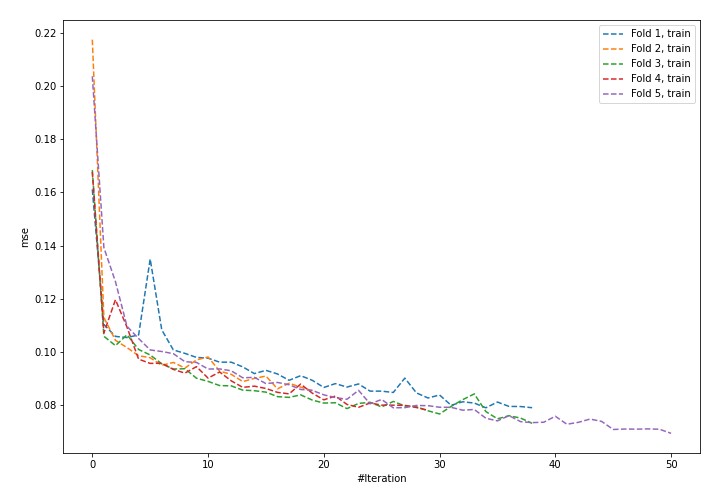 0.22
0.20
0.18
0.16
0.14
0.12
0.10
0.08
mse
0
10
20
30
40
50
#Iteration
Fold 1, train
Fold 2, train
Fold 3, train
Fold 4, train
Fold 5, train